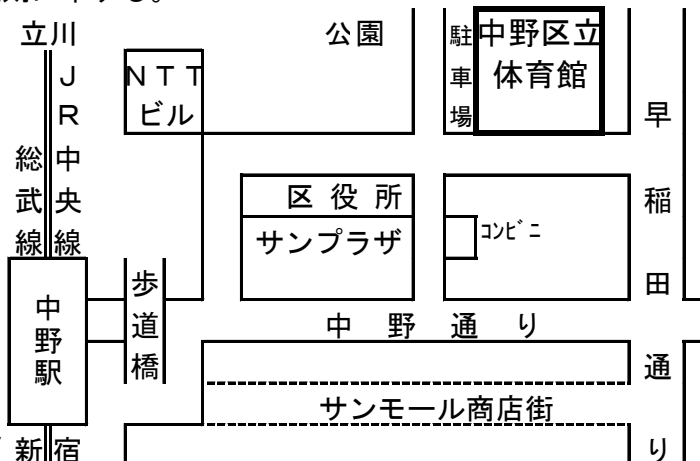 立川
公園
駐車場
中野区立
体育館
NTT
ビル
JR中央線
総武線
早稲田通り
区役所
サンプラザ
コンビニ
歩道橋
中野駅
中野通り
サンモール商店街
新宿